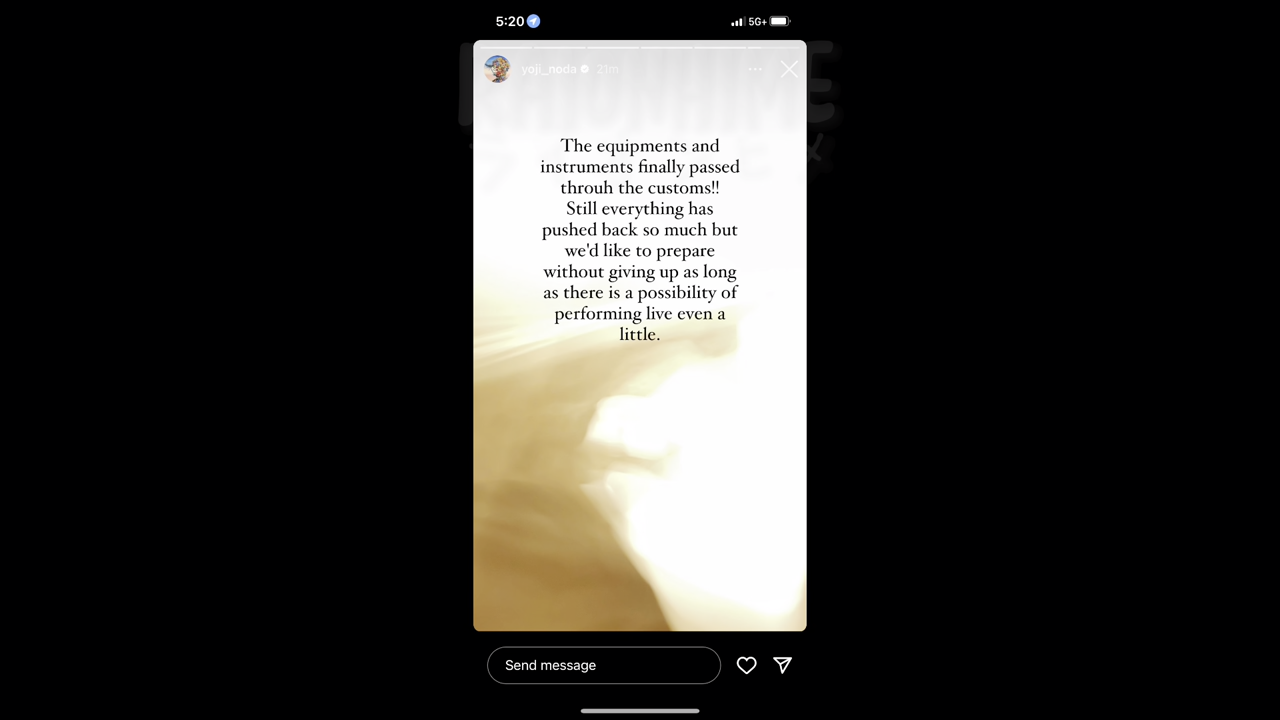 5:20
5G+
yoji_noda 21m
The equipments and
instruments finally passed
throuh the customs!!
Still everything has
pushed back so much but
we'd like to prepare
without giving up as long
as there is a possibility of
performing live even a
little.
Send message